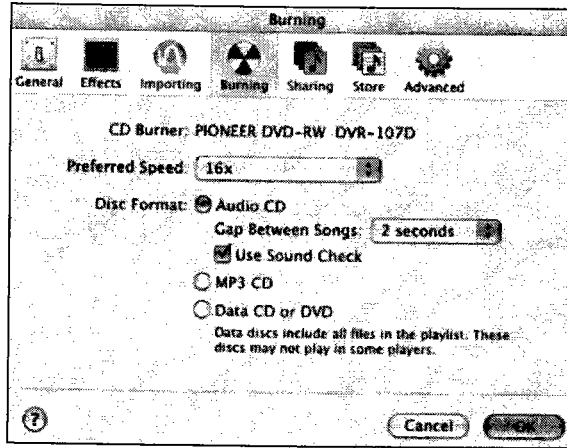 Burning
General Effects Importing Burning Sharing Store Advanced
CD Burner: PIONEER DVD-RW DVR-107D
Preferred Speed: 16x
Disc Format: Audio CD
Gap Between Songs: 2 seconds
Use Sound Check
MP3 CD
Data CD or DVD
Data discs include all files in the playlist. These
discs may not play in some players.
? Cancel OK